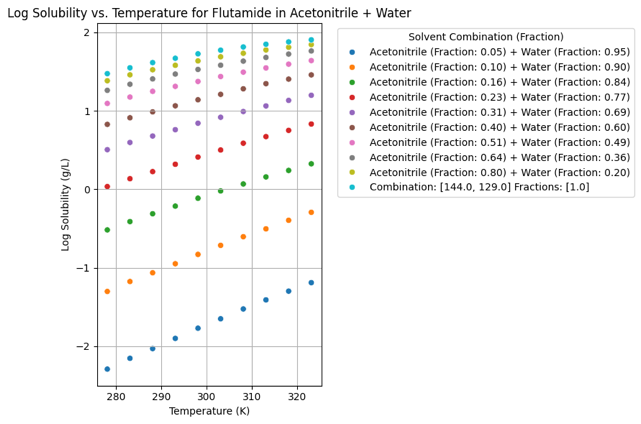 Log Solubility vs. Temperature for Flutamide in Acetonitrile + Water
Solvent Combination (Fraction)
Acetonitrile (Fraction: 0.05) + Water (Fraction: 0.95)
Acetonitrile (Fraction: 0.10) + Water (Fraction: 0.90)
Acetonitrile (Fraction: 0.16) + Water (Fraction: 0.84)
Acetonitrile (Fraction: 0.23) + Water (Fraction: 0.77)
Acetonitrile (Fraction: 0.31) + Water (Fraction: 0.69)
Acetonitrile (Fraction: 0.40) + Water (Fraction: 0.60)
Acetonitrile (Fraction: 0.51) + Water (Fraction: 0.49)
Acetonitrile (Fraction: 0.64) + Water (Fraction: 0.36)
Acetonitrile (Fraction: 0.80) + Water (Fraction: 0.20)
Combination: [144.0, 129.0] Fractions: [1.0]
Log Solubility (g/L)
2
1
0
−1
−2
280 290 300 310 320
Temperature (K)